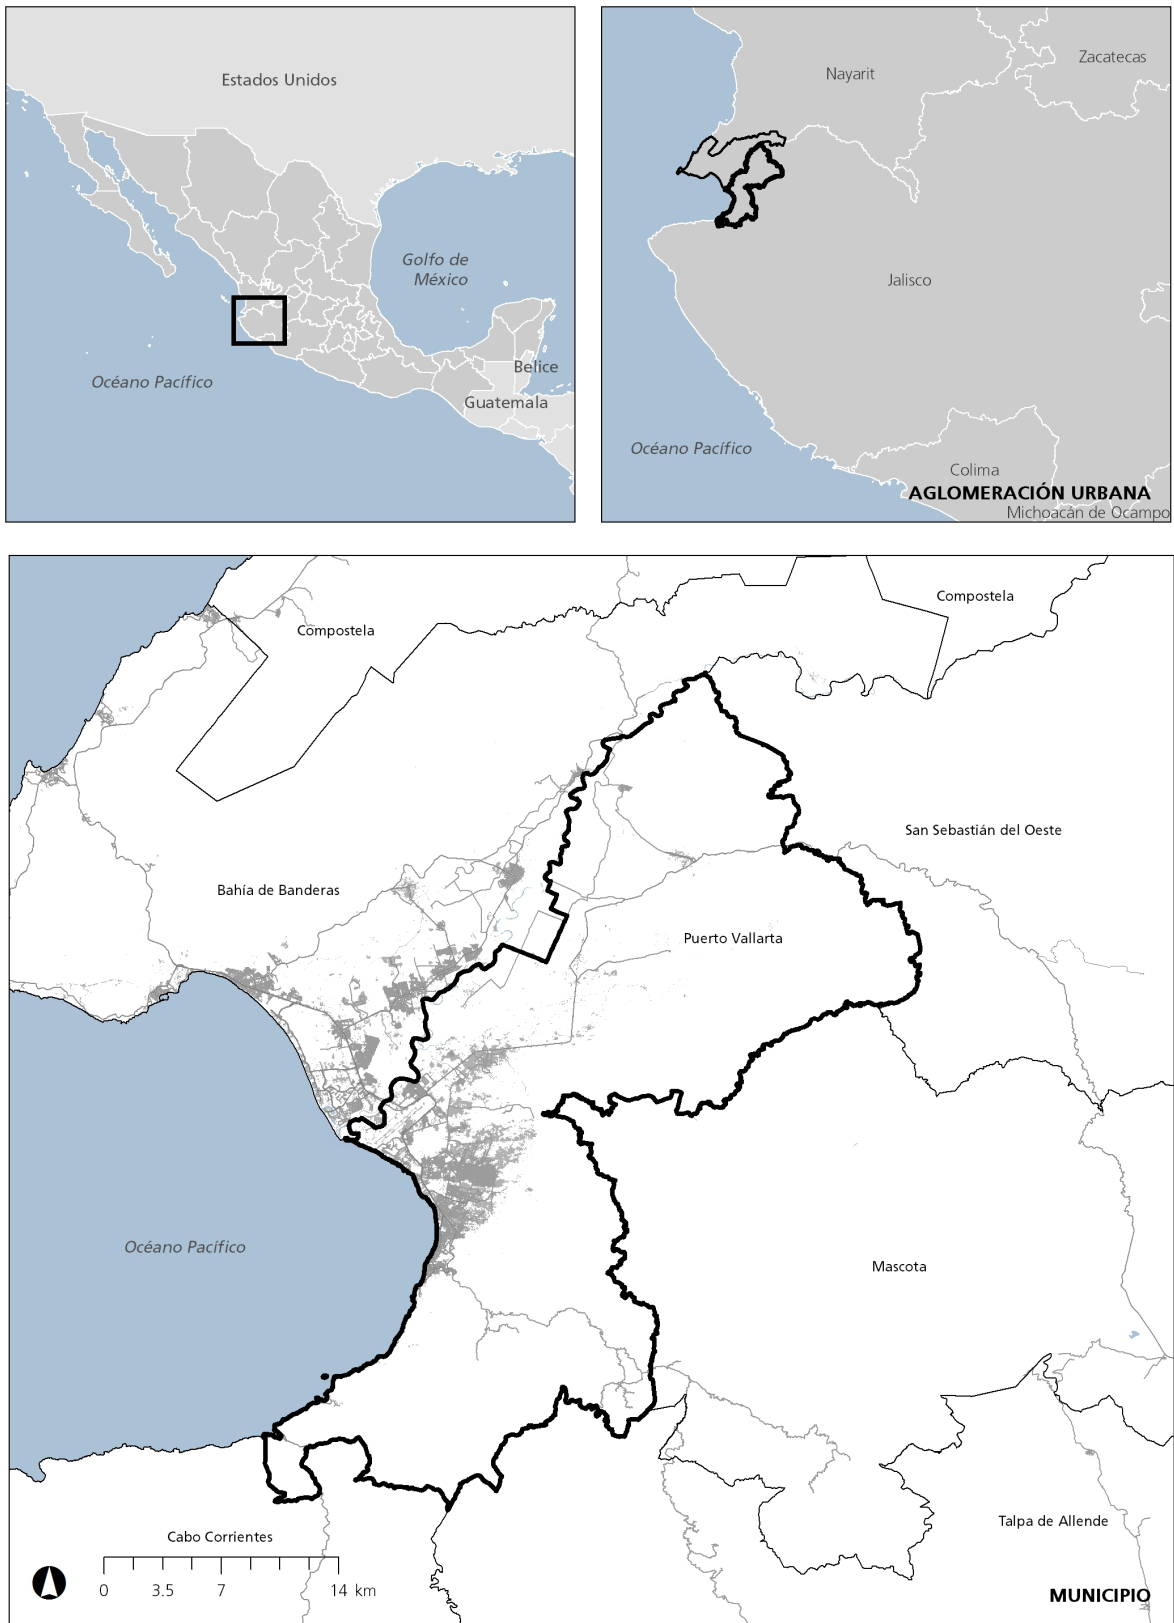 Estados Unidos
Golfo de
México
Belice
Océano Pacífico
Guatemala
Nayarit
Zacatecas
Jalisco
Océano Pacífico
Colima
AGLOMERACIÓN URBANA
Michoacán de Ocampo
Compostela
Compostela
San Sebastián del Oeste
Bahía de Banderas
Puerto Vallarta
Océano Pacífico
Mascota
Talpa de Allende
Cabo Corrientes
0 3.5 7 14 km
MUNICIPIO